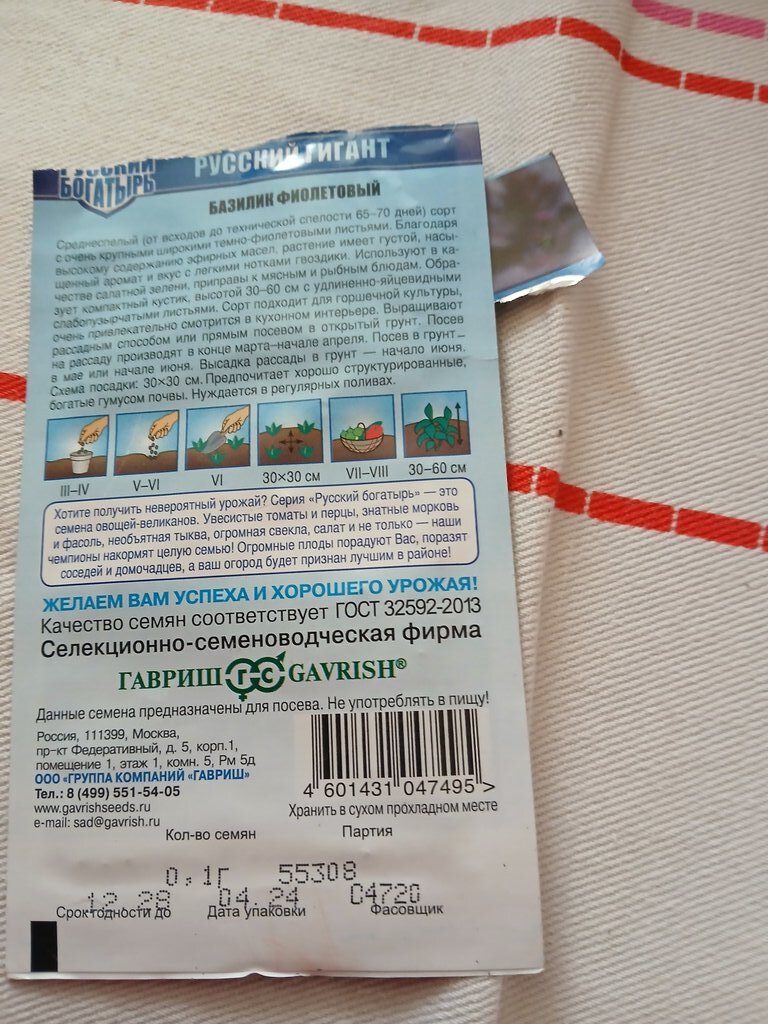 РУССКИЙ
БОГАТЫРЬ
РУССКИЙ ГИГАНТ
БАЗИЛИК ФИОЛЕТОВЫЙ
Среднеспелый (от всходов до технической спелости 65–70 дней) сорт
с очень крупными широкими темно-фиолетовыми листьями. Благодаря
высокому содержанию эфирных масел, растение имеет густой, насы-
щенный аромат и вкус с легкими нотками гвоздики. Используют в ка-
честве салатной зелени, приправы к мясным и рыбным блюдам. Обра-
зует компактный кустик, высотой 30–60 см с удлиненно-яйцевидными
слабопузырчатыми листьями. Сорт подходит для горшечной культуры,
очень привлекательно смотрится в кухонном интерьере. Выращивают
рассадным способом или прямым посевом в открытый грунт. Посев
на рассаду производят в конце марта–начале апреля. Посев в грунт –
в мае или начале июня. Высадка рассады в грунт — начало июня.
Схема посадки: 30×30 см. Предпочитает хорошо структурированные,
богатые гумусом почвы. Нуждается в регулярных поливах.
III–IV V–VI VI 30×30 см VII–VIII 30–60 см
Хотите получить невероятный урожай? Серия «Русский богатырь» — это
семена овощей-великанов. Увесистые томаты и перцы, знатные морковь
и фасоль, необъятная тыква, огромная свекла, салат и не только — наши
чемпионы накормят целую семью! Огромные плоды порадуют Вас, поразят
соседей и домочадцев, а ваш огород будет признан лучшим в районе!
ЖЕЛАЕМ ВАМ УСПЕХА И ХОРОШЕГО УРОЖАЯ!
Качество семян соответствует ГОСТ 32592-2013
Селекционно-семеноводческая фирма
ГАВРИШ ГС GAVRISH®
Данные семена предназначены для посева. Не употреблять в пищу!
Россия, 111399, Москва,
пр-кт Федеративный, д. 5, корп.1,
помещение 1, этаж 1, комн. 5, Рм 5д
ООО «ГРУППА КОМПАНИЙ «ГАВРИШ»
Тел.: 8 (499) 551-54-05
www.gavrishseeds.ru
e-mail: sad@gavrish.ru
4 601431 047495 >
Хранить в сухом прохладном месте
Кол-во семян Партия
0,1г 55308
12.28 04.24 С4720
Срок годности до Дата упаковки Фасовщик